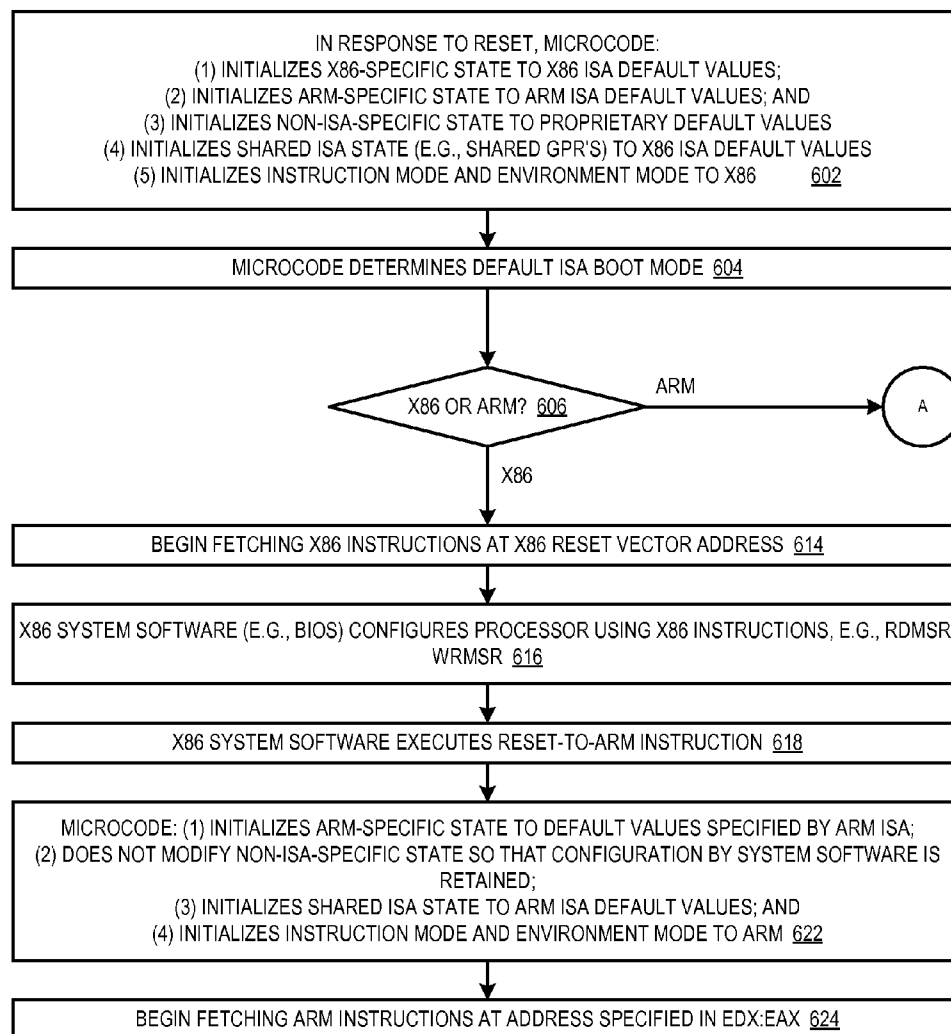 IN RESPONSE TO RESET, MICROCODE:
(1) INITIALIZES X86-SPECIFIC STATE TO X86 ISA DEFAULT VALUES;
(2) INITIALIZES ARM-SPECIFIC STATE TO ARM ISA DEFAULT VALUES; AND
(3) INITIALIZES NON-ISA-SPECIFIC STATE TO PROPRIETARY DEFAULT VALUES
(4) INITIALIZES SHARED ISA STATE (E.G., SHARED GPR'S) TO X86 ISA DEFAULT VALUES
(5) INITIALIZES INSTRUCTION MODE AND ENVIRONMENT MODE TO X86 602
MICROCODE DETERMINES DEFAULT ISA BOOT MODE 604
X86 OR ARM? 606
ARM
A
X86
BEGIN FETCHING X86 INSTRUCTIONS AT X86 RESET VECTOR ADDRESS 614
X86 SYSTEM SOFTWARE (E.G., BIOS) CONFIGURES PROCESSOR USING X86 INSTRUCTIONS, E.G., RDMSR
WRMSR 616
X86 SYSTEM SOFTWARE EXECUTES RESET-TO-ARM INSTRUCTION 618
MICROCODE: (1) INITIALIZES ARM-SPECIFIC STATE TO DEFAULT VALUES SPECIFIED BY ARM ISA;
(2) DOES NOT MODIFY NON-ISA-SPECIFIC STATE SO THAT CONFIGURATION BY SYSTEM SOFTWARE IS
RETAINED;
(3) INITIALIZES SHARED ISA STATE TO ARM ISA DEFAULT VALUES; AND
(4) INITIALIZES INSTRUCTION MODE AND ENVIRONMENT MODE TO ARM 622
BEGIN FETCHING ARM INSTRUCTIONS AT ADDRESS SPECIFIED IN EDX:EAX 624